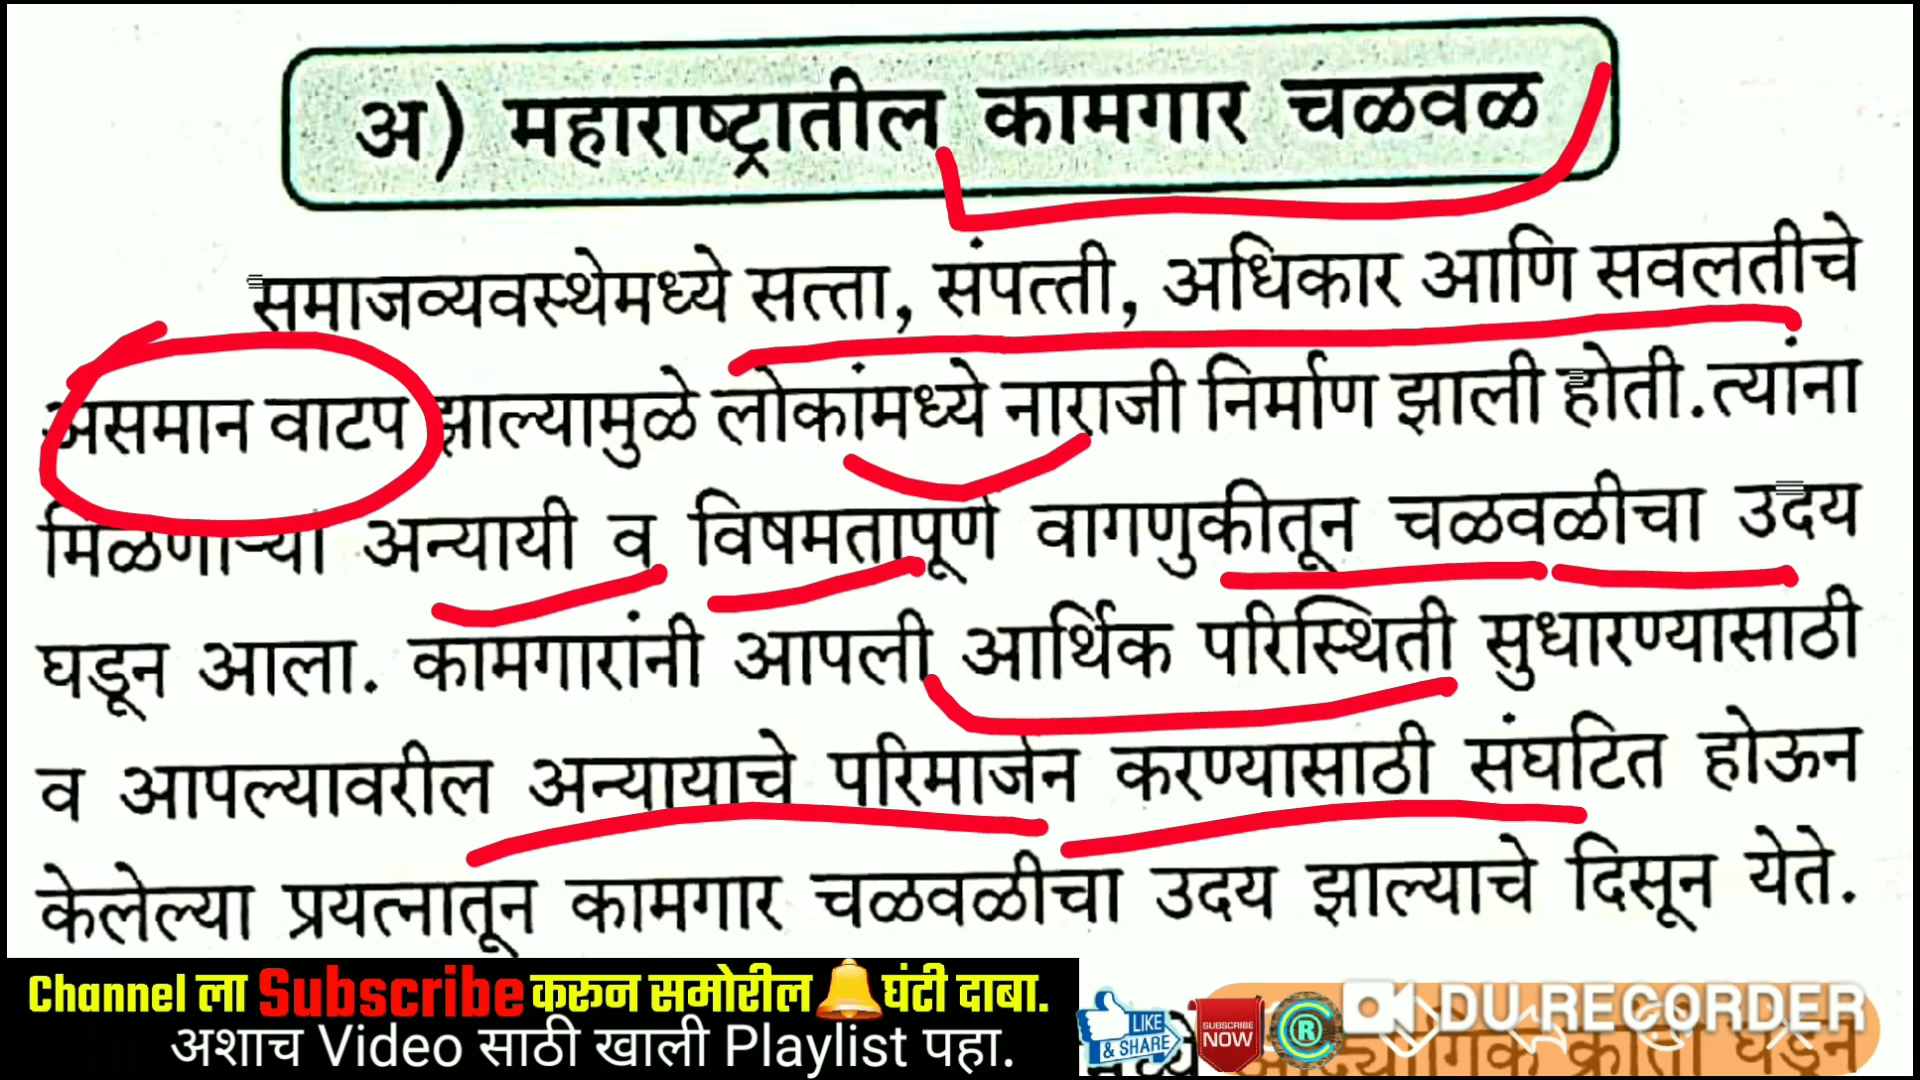 अ) महाराष्ट्रातील कामगार चळवळ
समाजव्यवस्थेमध्ये सत्ता, संपत्ती, अधिकार आणि सवलतीचे
असमान वाटप झाल्यामुळे लोकांमध्ये नाराजी निर्माण झाली होती.त्यांना
मिळणाऱ्या अन्यायी व विषमतापूर्ण वागणुकीतून चळवळीचा उदय
घडून आला. कामगारांनी आपली आर्थिक परिस्थिती सुधारण्यासाठी
व आपल्यावरील अन्यायाचे परिमार्जन करण्यासाठी संघटित होऊन
केलेल्या प्रयत्नातून कामगार चळवळीचा उदय झाल्याचे दिसून येते.
Channel ला Subscribe करून समोरील घंटी दाबा.
अशाच Video साठी खाली Playlist पहा.
LIKE
& SHARE
SUBSCRIBE
NOW
R
DU RECORDER
औद्योगिक क्रांती घडून